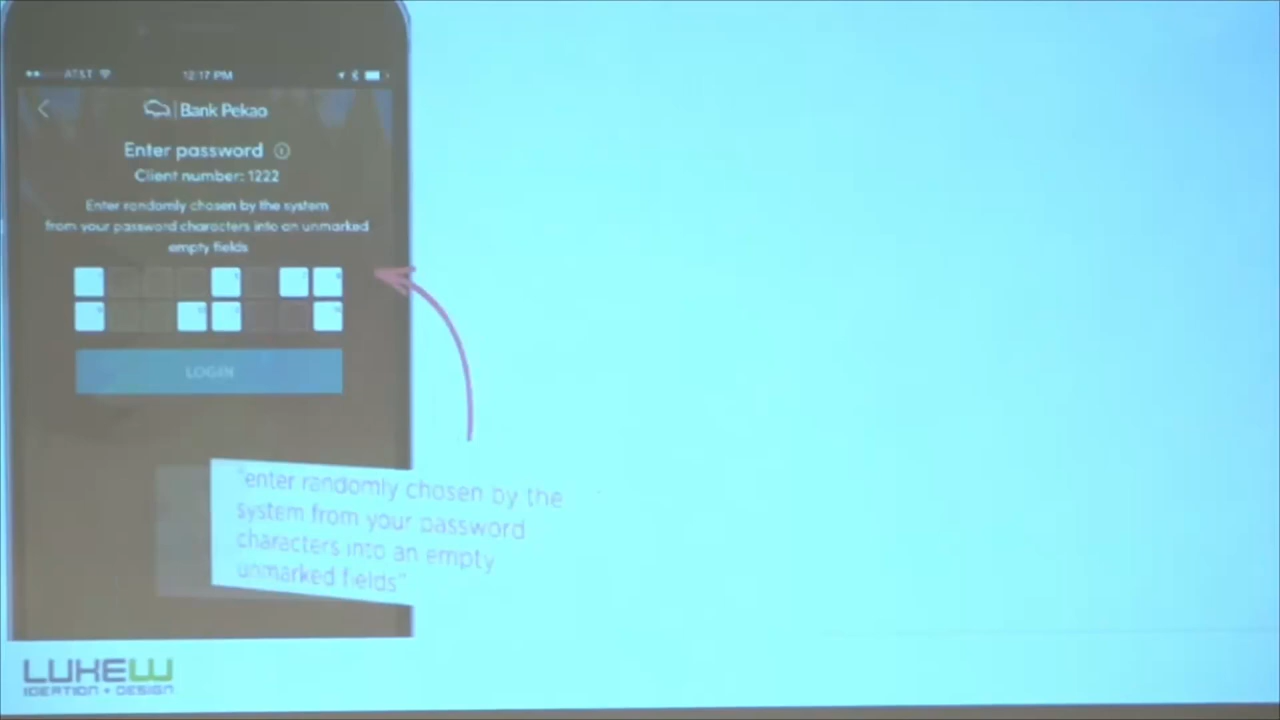 AT&T
12:17 PM
Bank Pekao
Enter password
Client number: 1222
Enter randomly chosen by the system
from your password characters into an unmarked
empty fields
LOGIN
"enter randomly chosen by the
system from your password
characters into an empty
unmarked fields"
LUKEW
IDEATION + DESIGN